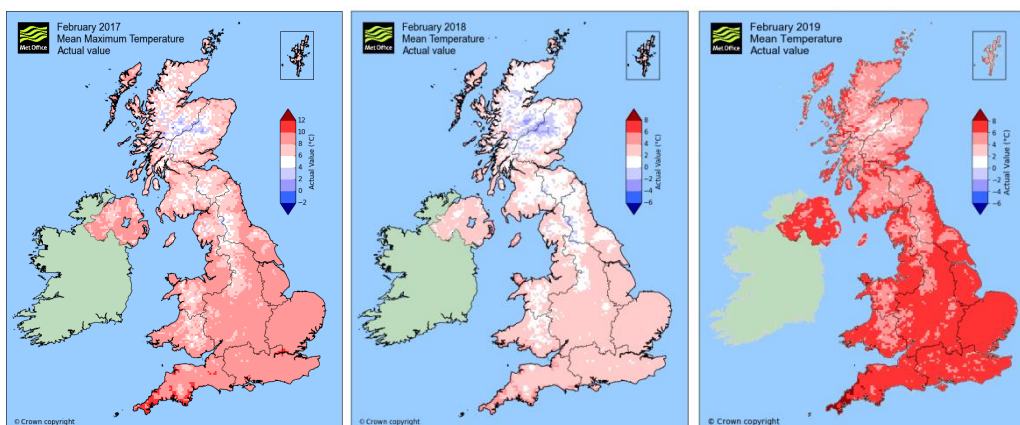 February 2017
Mean Maximum Temperature
Actual value
Met Office
12
10
8
6
4
2
0
−2
Actual Value (°C)
© Crown copyright
February 2018
Mean Temperature
Actual value
Met Office
8
6
4
2
0
−2
−4
−6
Actual Value (°C)
© Crown copyright
February 2019
Mean Temperature
Actual value
Met Office
8
6
4
2
0
−2
−4
−6
Actual Value (°C)
© Crown copyright